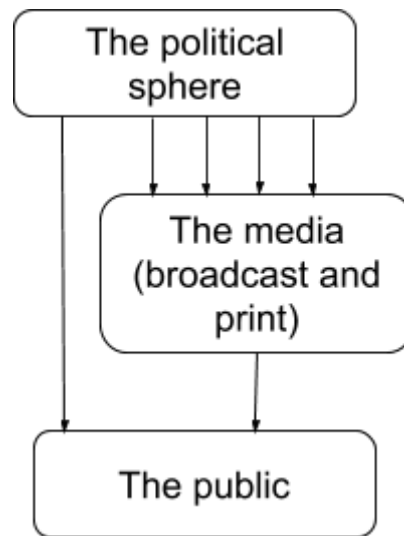 The political
sphere
The media
(broadcast and
print)
The public